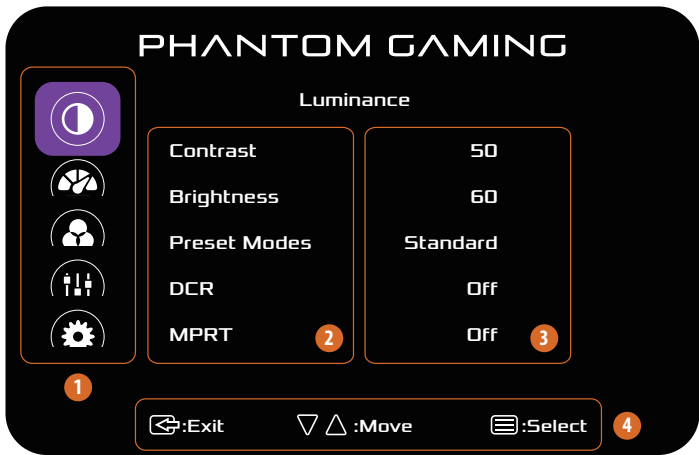 PHANTOM GAMING
Luminance
Contrast 50
Brightness 60
Preset Modes Standard
DCR Off
MPRT 2 Off 3
1
:Exit :Move :Select 4